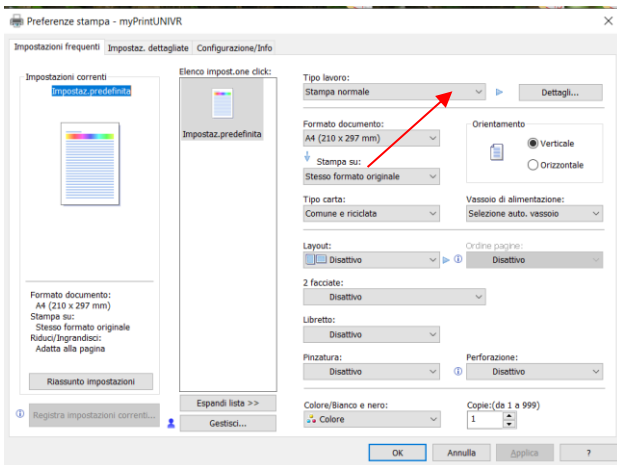 Preferenze stampa - myPrintUNIVR
Impostazioni frequenti Impostaz. dettagliate Configurazione/Info
Impostazioni correnti
Impostaz.predefinita
Formato documento:
A4 (210 x 297 mm)
Stampa su:
Stesso formato originale
Riduci/Ingrandisci:
Adatta alla pagina
Riassunto impostazioni
Registra impostazioni correnti...
Elenco impost.one click:
Impostaz.predefinita
Espandi lista >>
Gestisci...
Tipo lavoro:
Stampa normale
Dettagli...
Formato documento:
A4 (210 x 297 mm)
Stampa su:
Stesso formato originale
Orientamento
Verticale
Orizzontale
Tipo carta:
Comune e riciclata
Vassoio di alimentazione:
Selezione auto. vassoio
Layout:
Disattivo
Ordine pagine:
Disattivo
2 facciate:
Disattivo
Libretto:
Disattivo
Pinzatura:
Disattivo
Perforazione:
Disattivo
Colore/Bianco e nero:
Colore
Copie:(da 1 a 999)
1
OK Annulla Applica ?